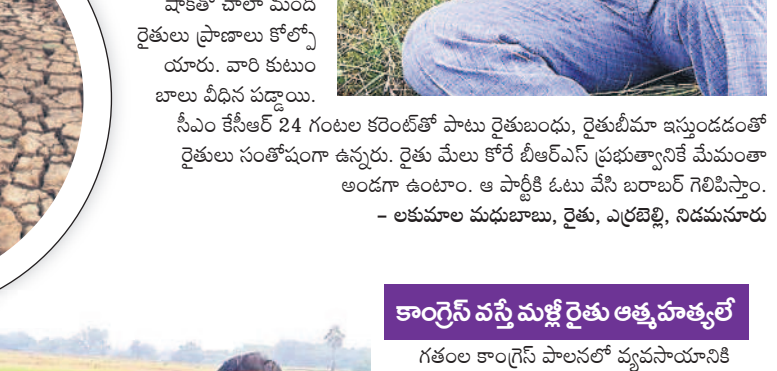 షాకతో చాలా మంది
రైతులు ప్రాణాలు కోల్పో
యారు. వారి కుటుం
బాలు వీధిన పడ్డాయి.
సీఎం కేసీఆర్ 24 గంటల కరెంట్‌తో పాటు రైతుబంధు, రైతుబీమా ఇస్తుండడంతో
రైతులు సంతోషంగా ఉన్నరు. రైతు మేలు కోరే బీఆర్ఎస్ ప్రభుత్వానికే మేమంతా
అండగా ఉంటాం. ఆ పార్టీకి ఓటు వేసి బరాబర్ గెలిపిస్తాం.
– లకుమాల మధుబాబు, రైతు, ఎర్రబెల్లి, నిడమనూరు
కాంగ్రెస్ వస్తే మళ్లీ రైతు ఆత్మహత్యలే
గతంల కాంగ్రెస్ పాలనలో వ్యవసాయానికి